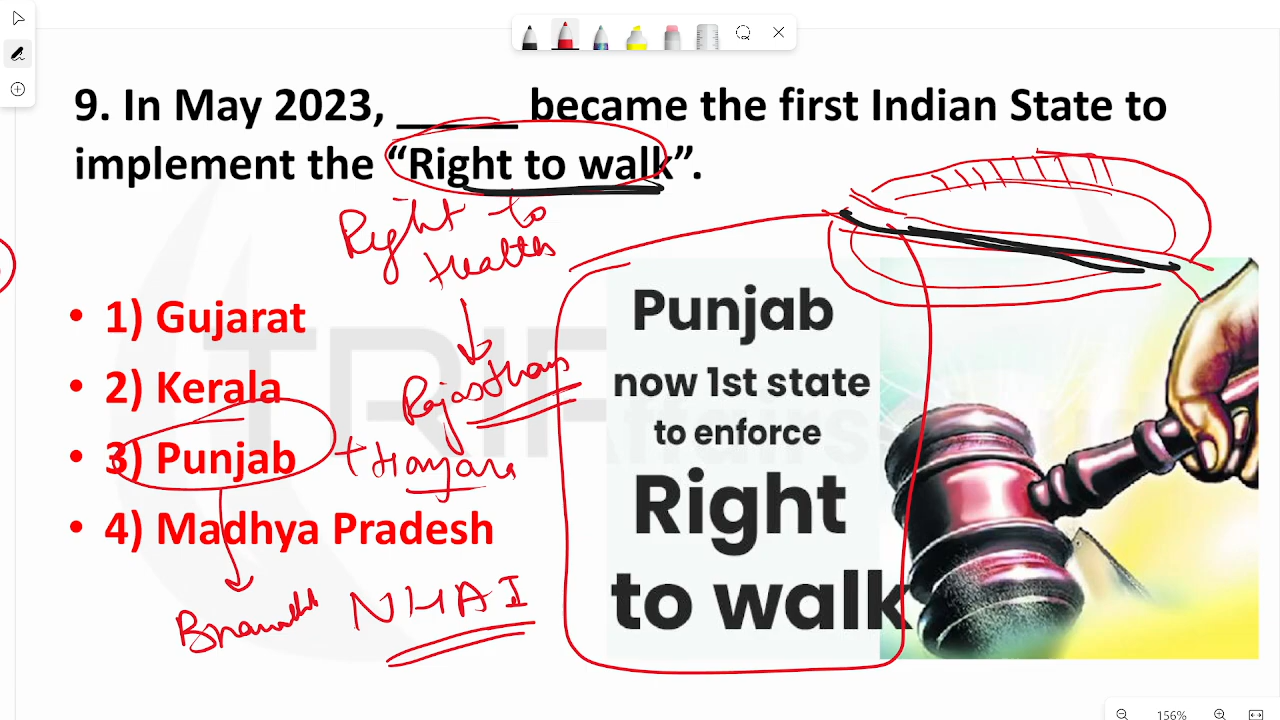 9. In May 2023, _____ became the first Indian State to
implement the “Right to walk”.
Right to
Health
• 1) Gujarat
• 2) Kerala
• 3) Punjab
• 4) Madhya Pradesh
Rajasthan
+ Haryana
NHAI
Punjab
now 1st state
to enforce
Right
to walk
156%